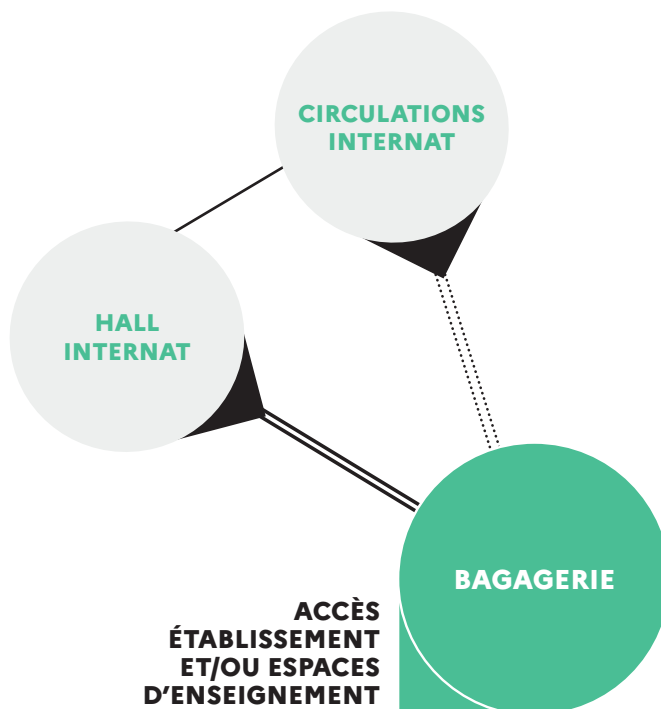 CIRCULATIONS
INTERNAT
HALL
INTERNAT
BAGAGERIE
ACCÈS
ÉTABLISSEMENT
ET/OU ESPACES
D’ENSEIGNEMENT